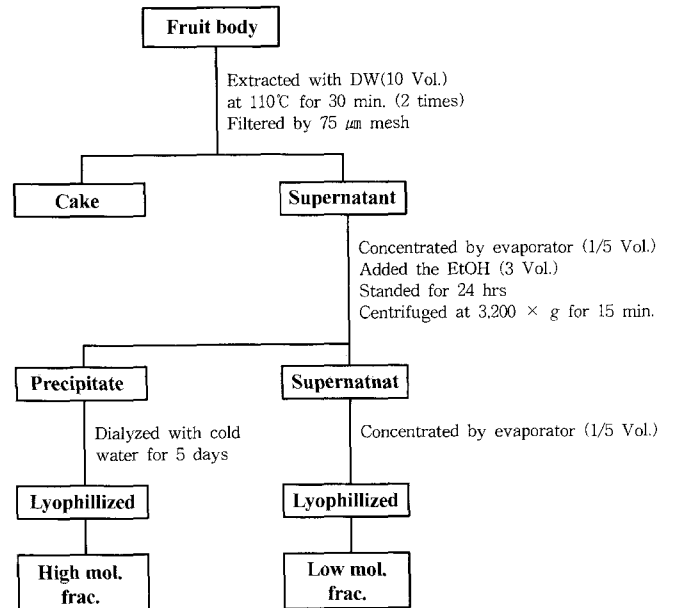 Fruit body
Extracted with DW(10 Vol.)
at 110℃ for 30 min. (2 times)
Filtered by 75 ㎛ mesh
Cake
Supernatant
Concentrated by evaporator (1/5 Vol.)
Added the EtOH (3 Vol.)
Standed for 24 hrs
Centrifuged at 3,200 × g for 15 min.
Precipitate
Supernatnat
Dialyzed with cold
water for 5 days
Concentrated by evaporator (1/5 Vol.)
Lyophillized
Lyophillized
High mol.
frac.
Low mol.
frac.